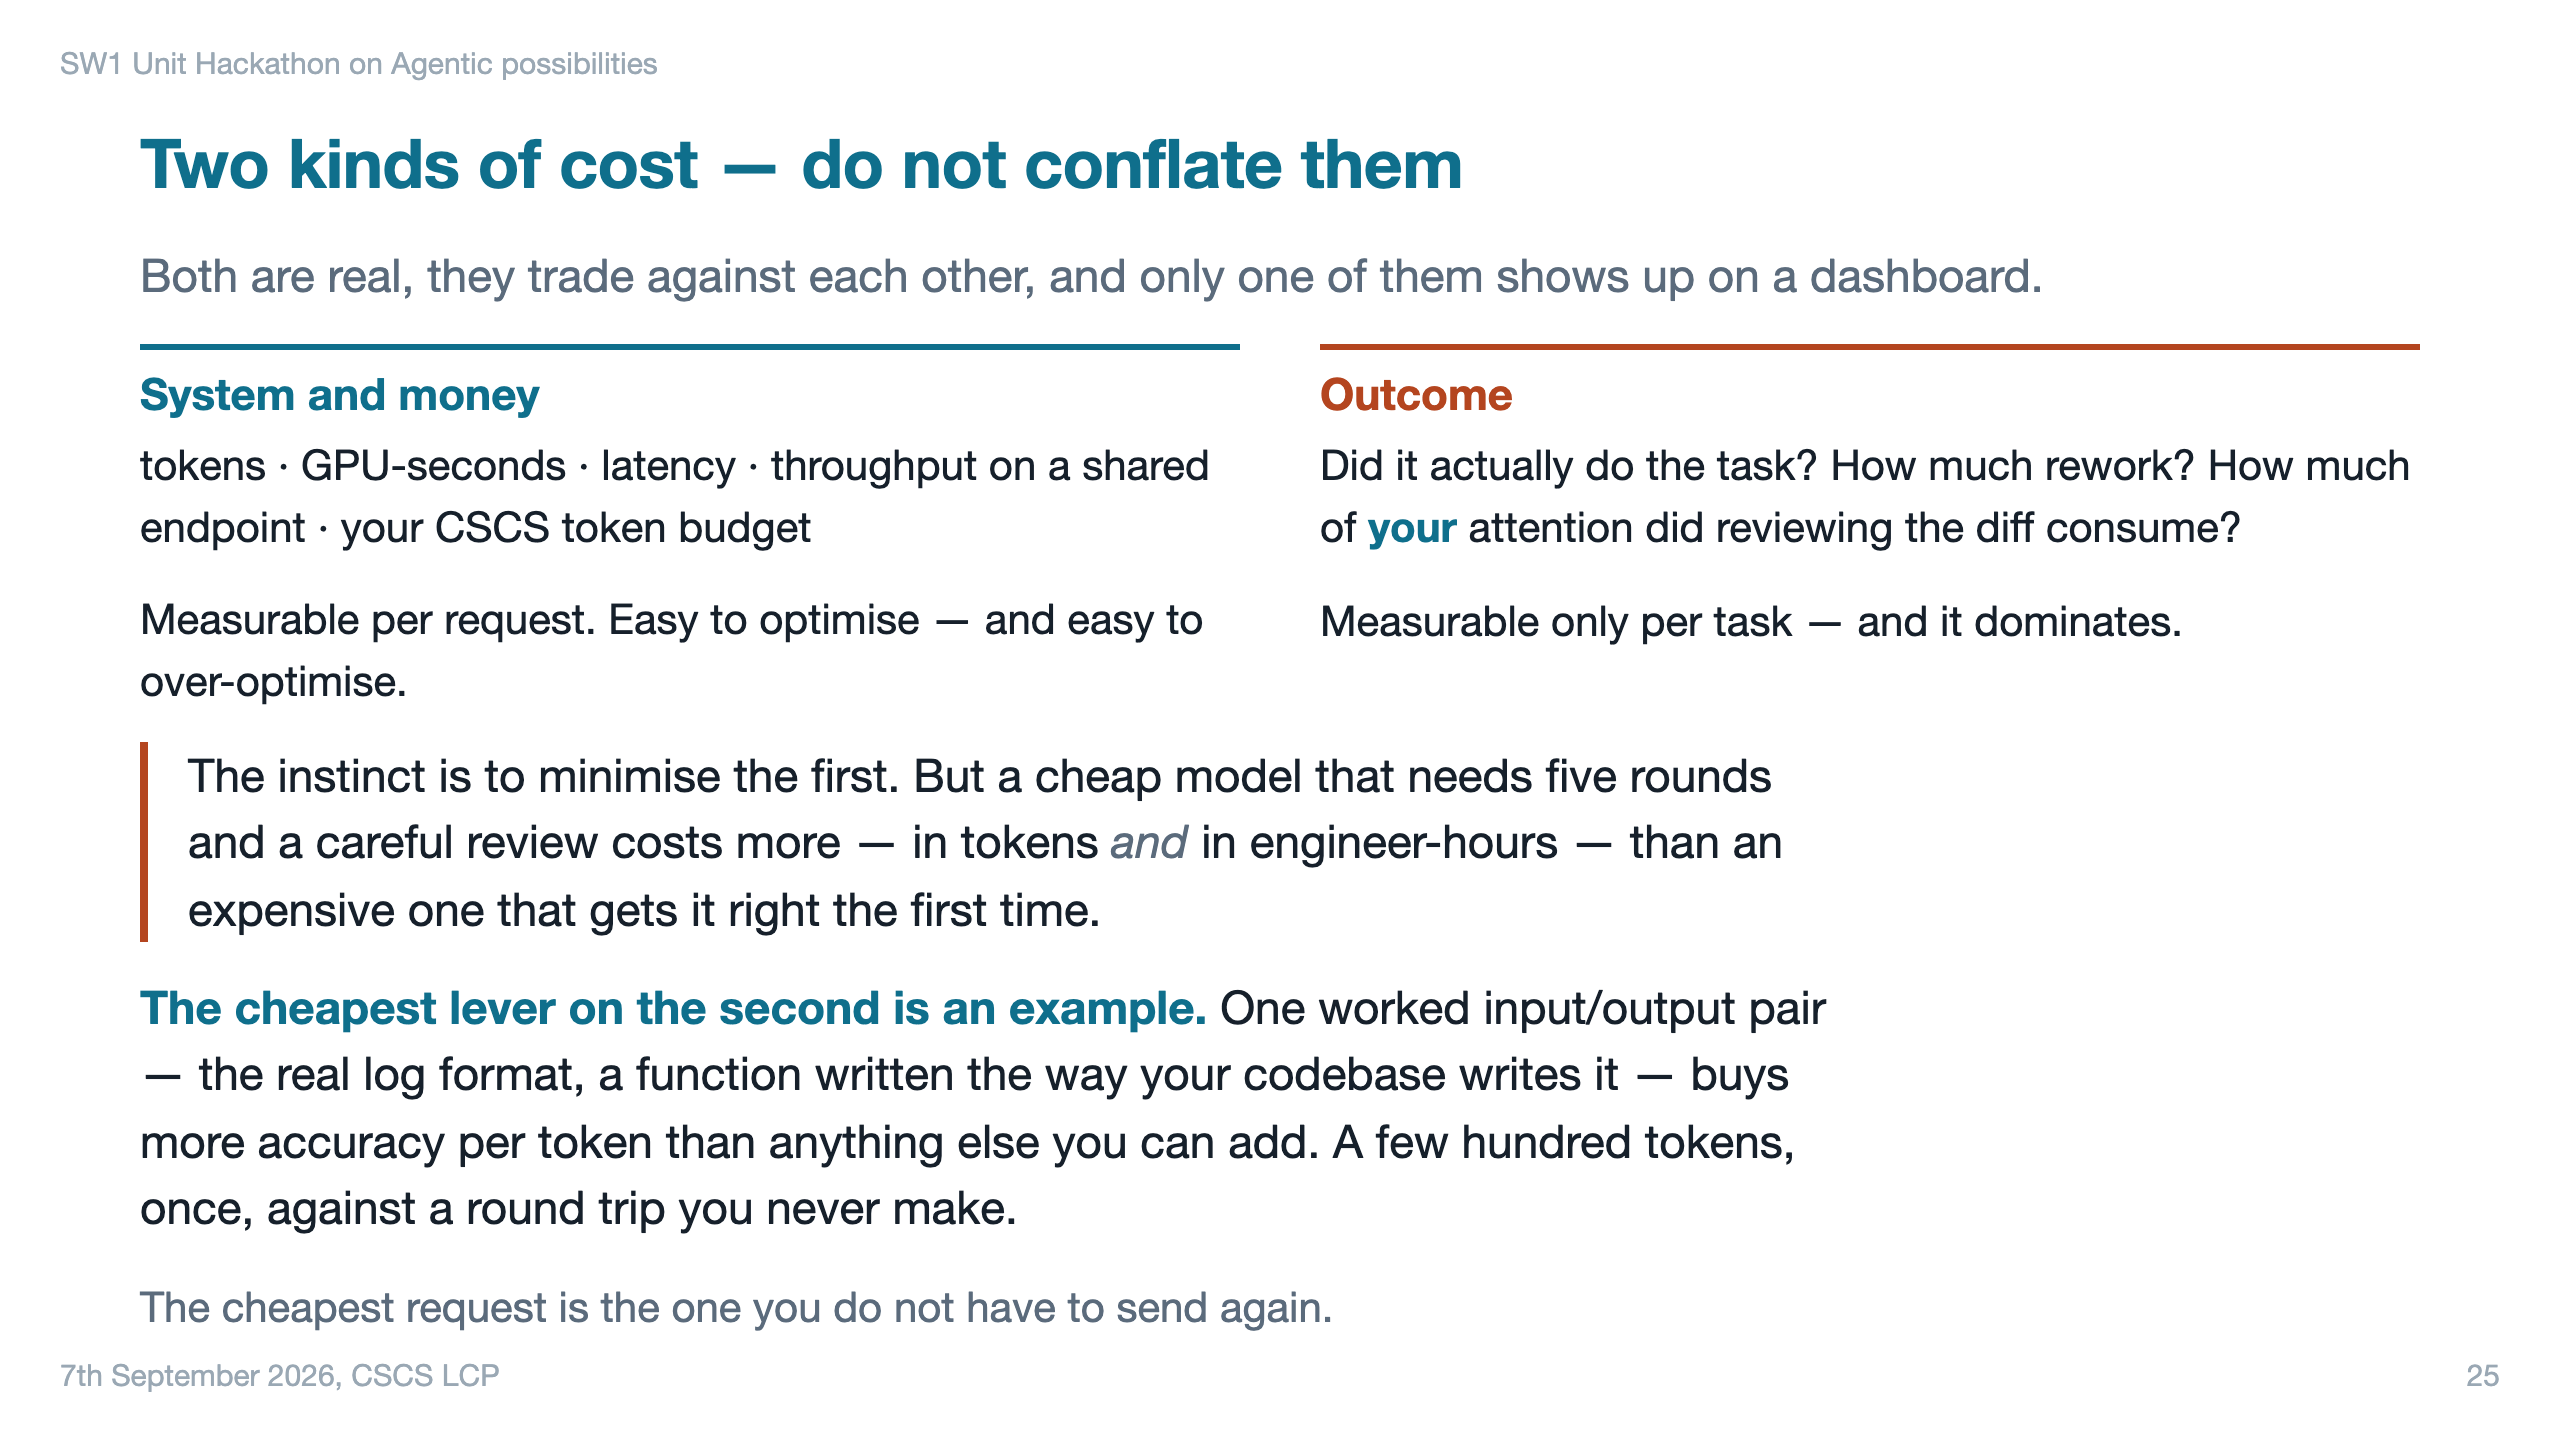 SW1 Unit Hackathon on Agentic possibilities
Two kinds of cost — do not conflate them
Both are real, they trade against each other, and only one of them shows up on a dashboard.
System and money
tokens · GPU-seconds · latency · throughput on a shared
endpoint · your CSCS token budget
Measurable per request. Easy to optimise — and easy to
over-optimise.
Outcome
Did it actually do the task? How much rework? How much
of your attention did reviewing the diff consume?
Measurable only per task — and it dominates.
The instinct is to minimise the first. But a cheap model that needs five rounds
and a careful review costs more — in tokens and in engineer-hours — than an
expensive one that gets it right the first time.
The cheapest lever on the second is an example. One worked input/output pair
— the real log format, a function written the way your codebase writes it — buys
more accuracy per token than anything else you can add. A few hundred tokens,
once, against a round trip you never make.
The cheapest request is the one you do not have to send again.
7th September 2026, CSCS LCP
25